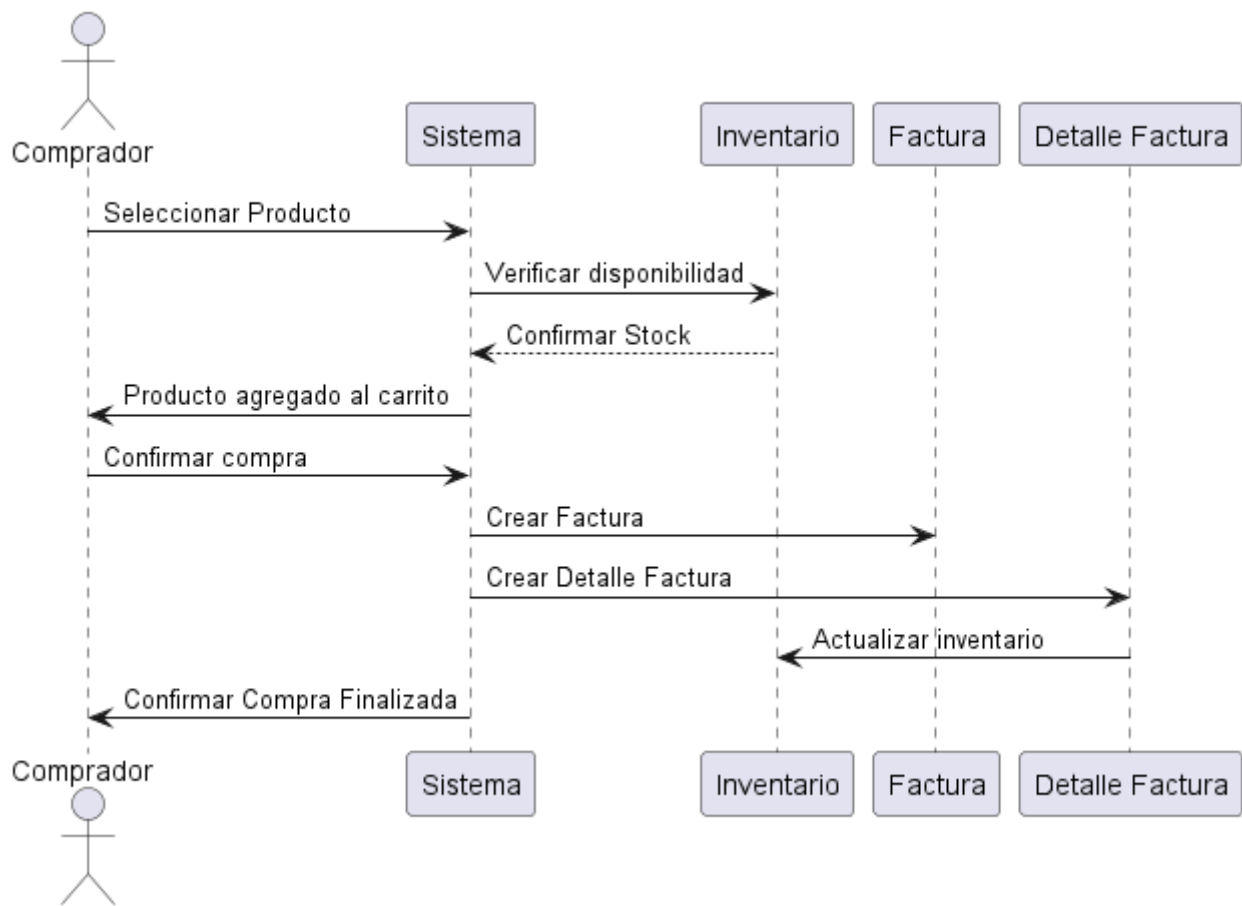 Comprador
Sistema
Inventario
Factura
Detalle Factura
Seleccionar Producto
Verificar disponibilidad
Confirmar Stock
Producto agregado al carrito
Confirmar compra
Crear Factura
Crear Detalle Factura
Actualizar inventario
Confirmar Compra Finalizada
Comprador
Sistema
Inventario
Factura
Detalle Factura